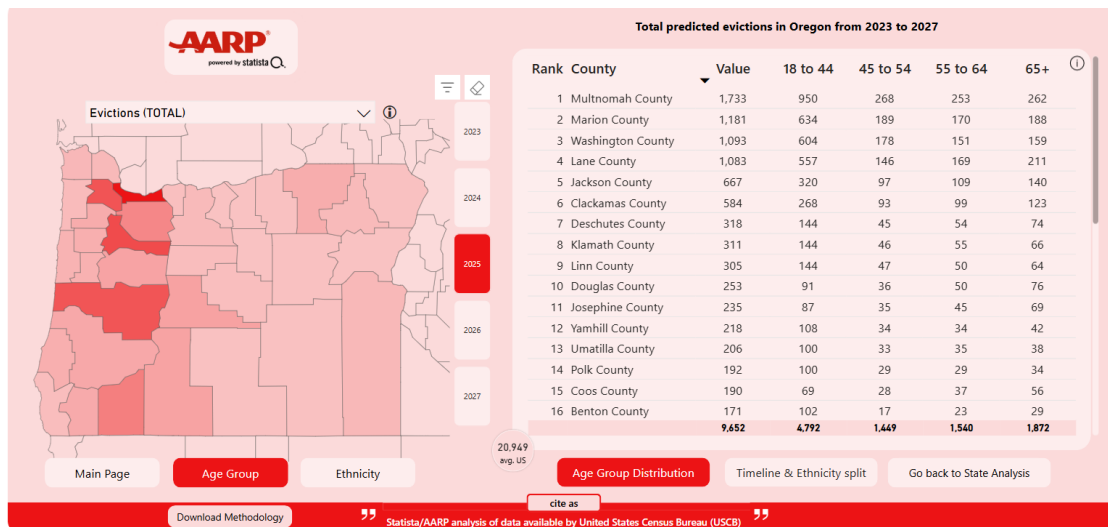 AARP®
powered by statista
Evictions (TOTAL)
2023
2024
2025
2026
2027
20,949
avg. US
Main Page
Age Group
Ethnicity
Total predicted evictions in Oregon from 2023 to 2027
Rank County Value 18 to 44 45 to 54 55 to 64 65+
1 Multnomah County 1,733 950 268 253 262
2 Marion County 1,181 634 189 170 188
3 Washington County 1,093 604 178 151 159
4 Lane County 1,083 557 146 169 211
5 Jackson County 667 320 97 109 140
6 Clackamas County 584 268 93 99 123
7 Deschutes County 318 144 45 54 74
8 Klamath County 311 144 46 55 66
9 Linn County 305 144 47 50 64
10 Douglas County 253 91 36 50 76
11 Josephine County 235 87 35 45 69
12 Yamhill County 218 108 34 34 42
13 Umatilla County 206 100 33 35 38
14 Polk County 192 100 29 29 34
15 Coos County 190 69 28 37 56
16 Benton County 171 102 17 23 29
9,652 4,792 1,449 1,540 1,872
Age Group Distribution
Timeline & Ethnicity split
Go back to State Analysis
Download Methodology
cite as
" Statista/AARP analysis of data available by United States Census Bureau (USCB) "